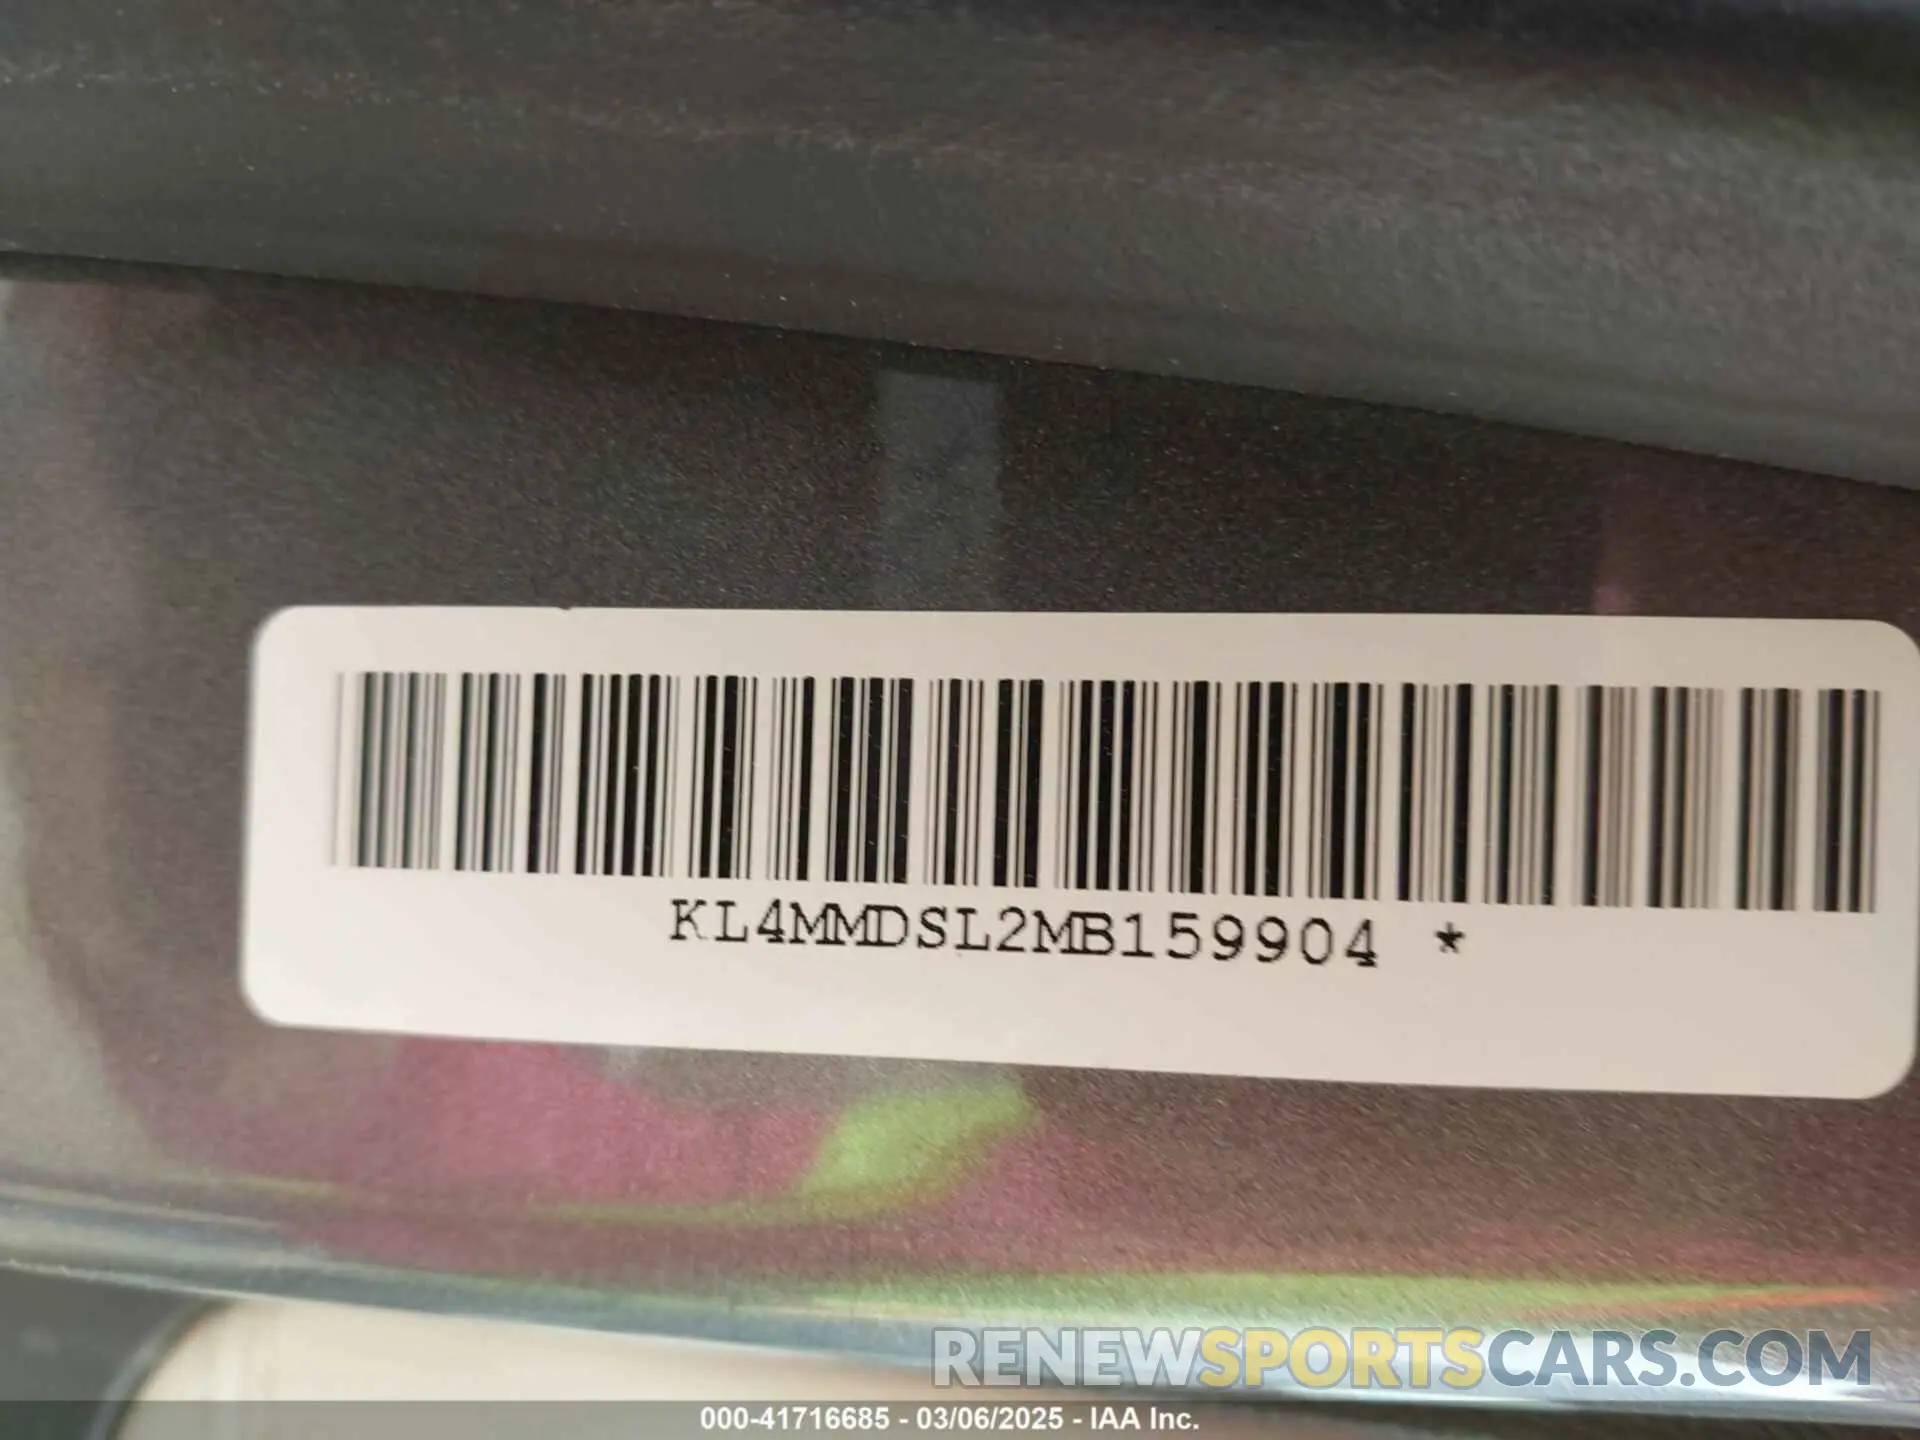 KL4MMDSL2MB159904 *
RENEWSPORTSCARS.COM
000-41716685 - 03/06/2025 - IAA Inc.